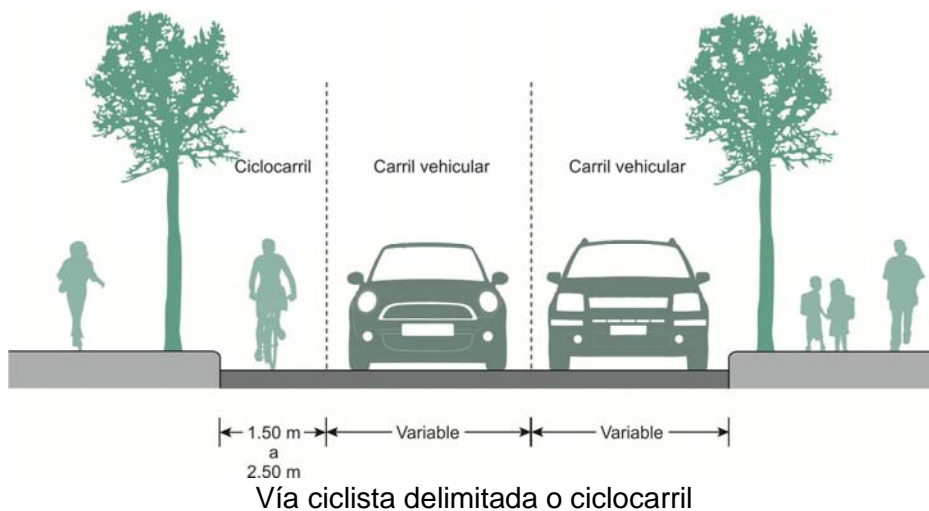 Ciclocarril
Carril vehicular
Carril vehicular
1.50 m
a
2.50 m
Variable
Variable
Vía ciclista delimitada o ciclocarril